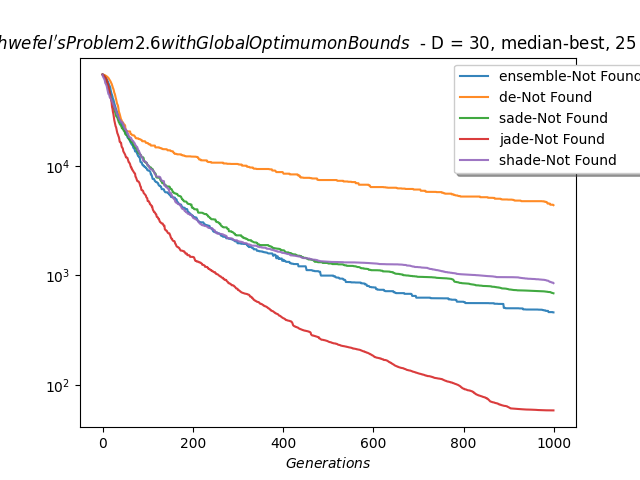 hwefel'sProblem2.6withGlobalOptimumonBounds - D = 30, median-best, 25
ensemble-Not Found
de-Not Found
sade-Not Found
jade-Not Found
shade-Not Found
10^4
10^3
10^2
0 200 400 600 800 1000
Generations